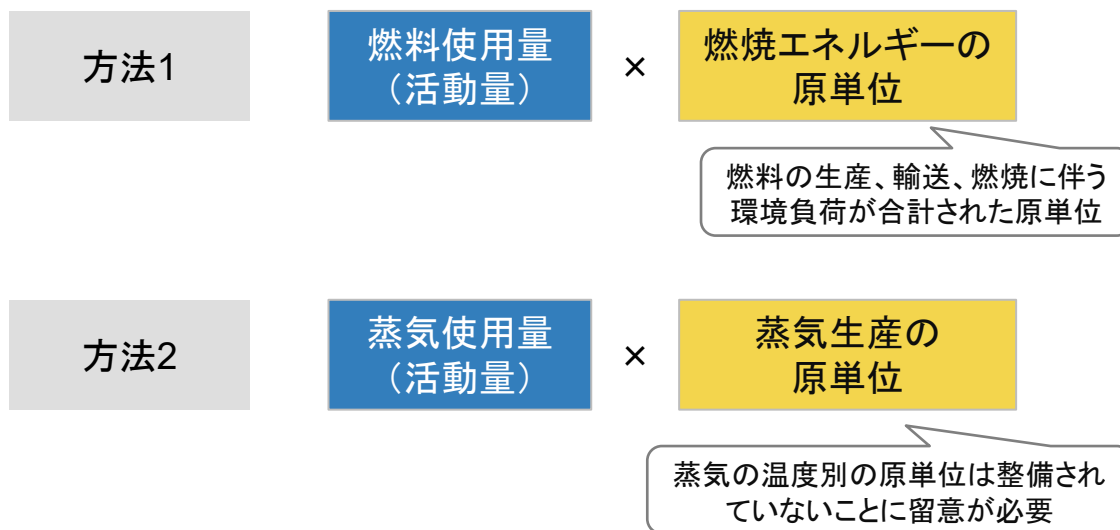 方法1
燃料使用量
（活動量）
×
燃焼エネルギーの
原単位
燃料の生産、輸送、燃焼に伴う
環境負荷が合計された原単位
方法2
蒸気使用量
（活動量）
×
蒸気生産の
原単位
蒸気の温度別の原単位は整備され
ていないことに留意が必要